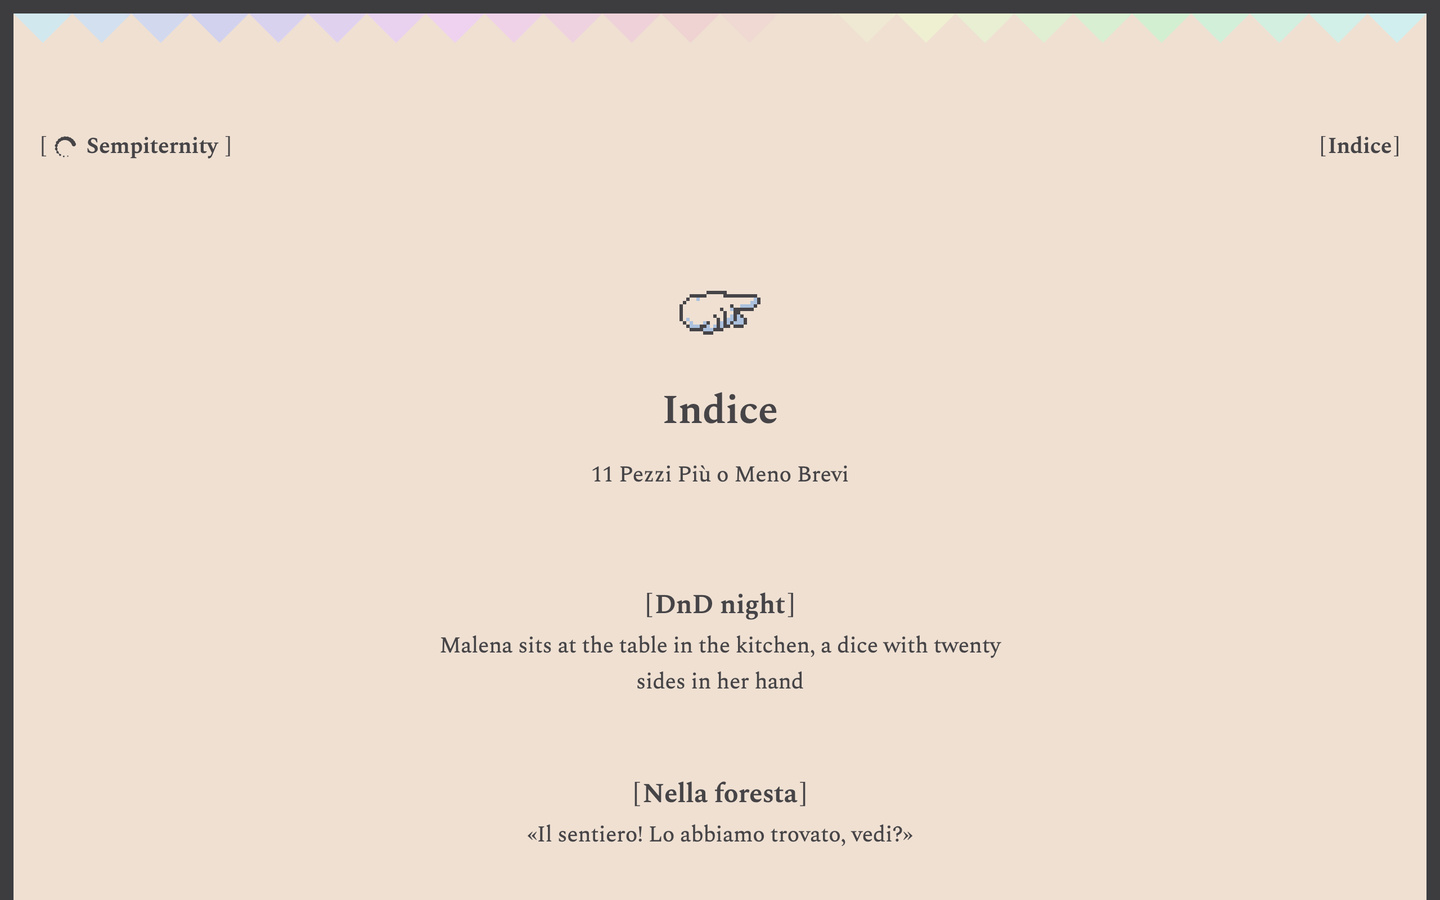 [ Sempiternity ]
[Indice]
Indice
11 Pezzi Più o Meno Brevi
[DnD night]
Malena sits at the table in the kitchen, a dice with twenty
sides in her hand
[Nella foresta]
«Il sentiero! Lo abbiamo trovato, vedi?»